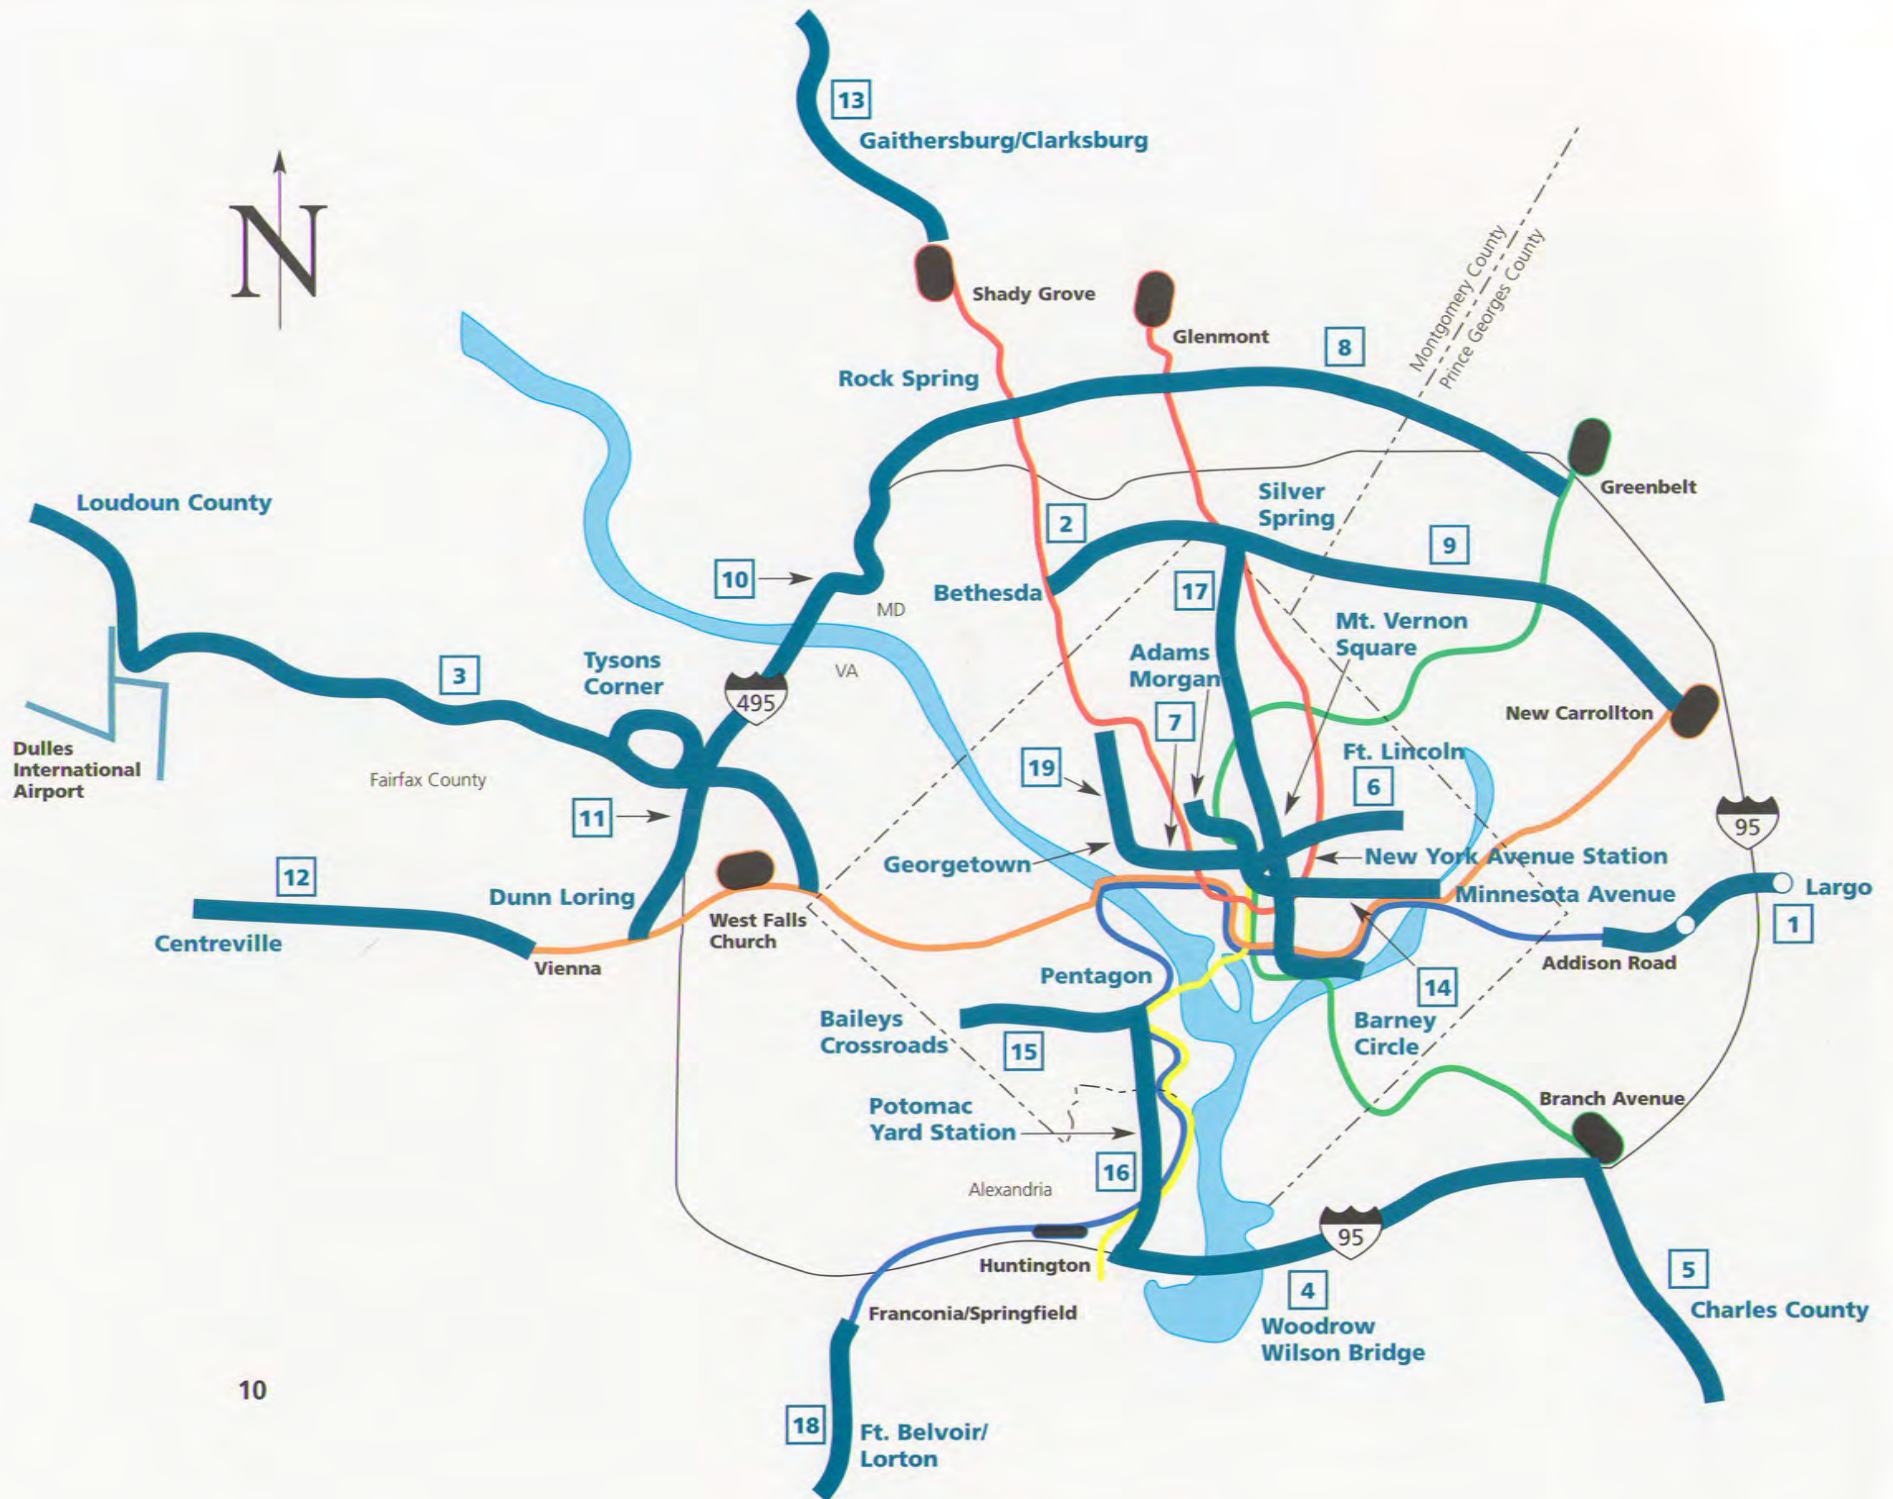 13
Gaithersburg/Clarksburg
N
Montgomery County
Prince Georges County
Shady Grove
Glenmont
8
Rock Spring
Greenbelt
Loudoun County
Silver
Spring
2
9
10
Bethesda
17
MD
Mt. Vernon
Square
Adams
Morgan
Tysons
Corner
3
VA
495
7
New Carrollton
Dulles
International
Airport
Fairfax County
19
Ft. Lincoln
6
11
95
Georgetown
New York Avenue Station
12
Dunn Loring
Minnesota Avenue
Largo
West Falls
Church
1
Centreville
Vienna
Addison Road
Pentagon
14
Baileys
Crossroads
15
Barney
Circle
Branch Avenue
Potomac
Yard Station
16
Alexandria
95
Huntington
4
5
Franconia/Springfield
Charles County
Woodrow
Wilson Bridge
10
18
Ft. Belvoir/
Lorton